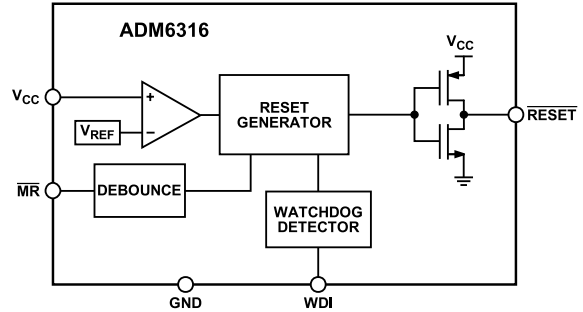 ADM6316
VCC
VCC
RESET
GENERATOR
RESET
VREF
+
−
MR
DEBOUNCE
WATCHDOG
DETECTOR
GND
WDI